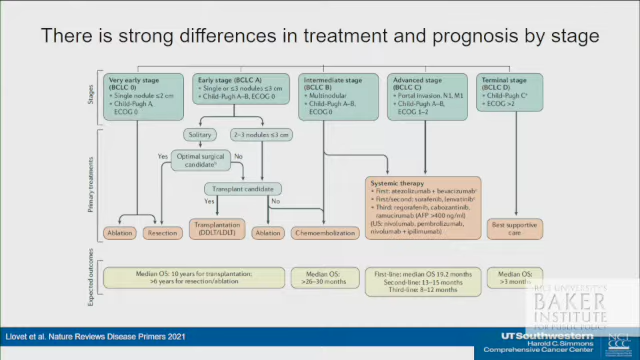 There is strong differences in treatment and prognosis by stage
Stages
Very early stage
(BCLC 0)
• Single nodule ≤2 cm
• Child-Pugh A,
ECOG 0
Early stage (BCLC A)
• Single or ≤3 nodules ≤3 cm
• Child-Pugh A–B, ECOG 0
Intermediate stage
(BCLC B)
• Multinodular
• Child-Pugh A–B,
ECOG 0
Advanced stage
(BCLC C)
• Portal invasion, N1, M1
• Child-Pugh A–B,
ECOG 1–2
Terminal stage
(BCLC D)
• Child-Pugh C
• ECOG >2
Primary treatments
Solitary
2–3 nodules ≤3 cm
Yes
Optimal surgical
candidate
No
Transplant candidate
Yes
No
Ablation
Resection
Transplantation
(DDLT/LDLT)
Ablation
Chemoembolization
Systemic therapy
• First: atezolizumab + bevacizumab
• First/second: sorafenib, lenvatinib
• Third: regorafenib, cabozantinib,
ramucirumab (AFP >400 ng/ml)
(US: nivolumab, pembrolizumab,
nivolumab + ipilimumab)
Best supportive
care
Expected outcomes
Median OS: 10 years for transplantation;
>6 years for resection/ablation
Median OS:
>26–30 months
First-line: median OS 19.2 months
Second-line: 13–15 months
Third-line: 8–12 months
Median OS:
>3 months
RICE UNIVERSITY'S
BAKER
INSTITUTE
FOR PUBLIC POLICY
Llovet et al. Nature Reviews Disease Primers 2021
UT Southwestern
Harold C. Simmons
Comprehensive Cancer Center
NCI
CCC